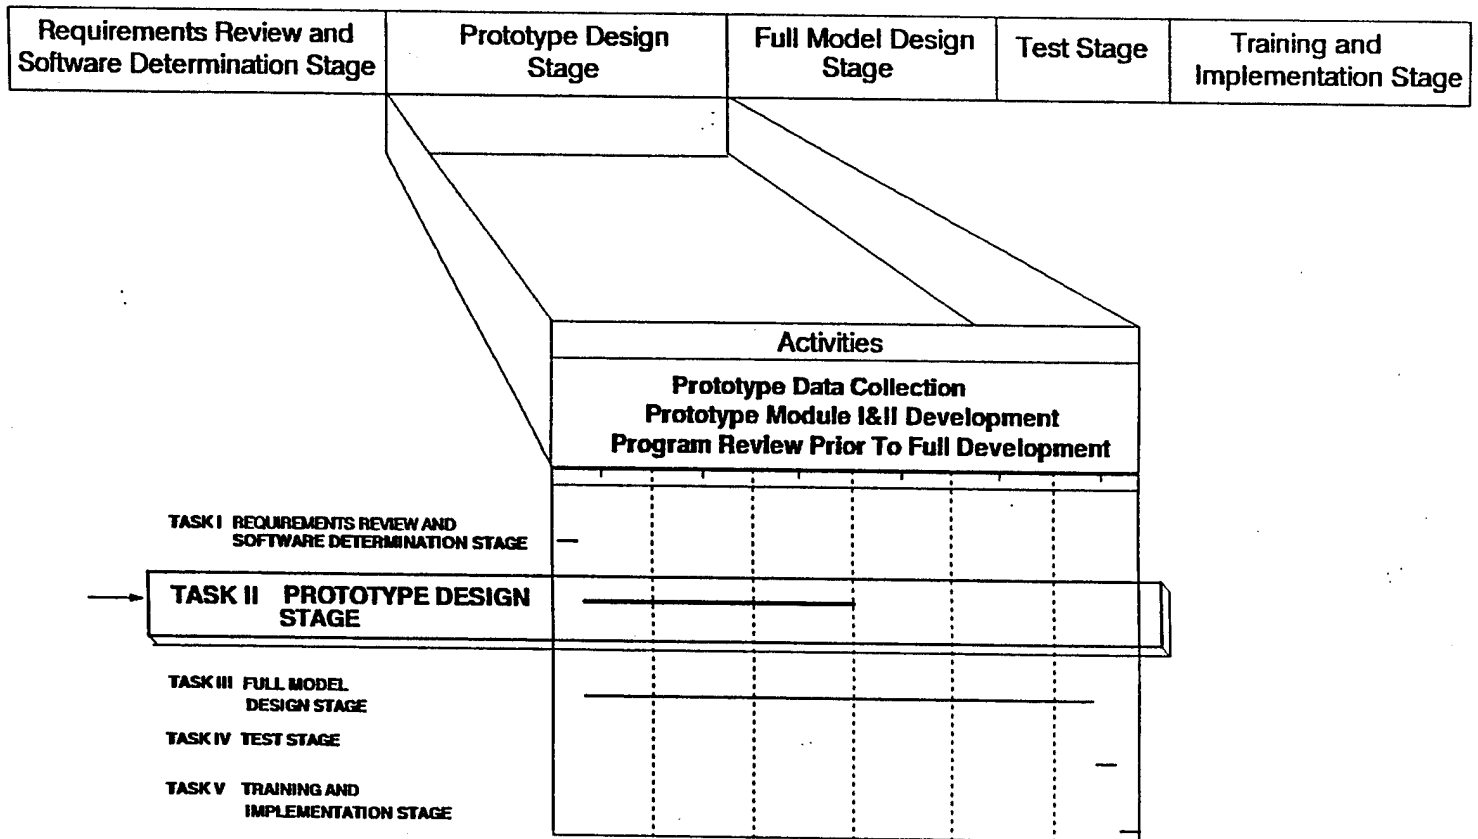 Requirements Review and
Software Determination Stage
Prototype Design
Stage
Full Model Design
Stage
Test Stage
Training and
Implementation Stage
Activities
Prototype Data Collection
Prototype Module I&II Development
Program Review Prior To Full Development
TASK I REQUIREMENTS REVIEW AND
SOFTWARE DETERMINATION STAGE
TASK II PROTOTYPE DESIGN
STAGE
TASK III FULL MODEL
DESIGN STAGE
TASK IV TEST STAGE
TASK V TRAINING AND
IMPLEMENTATION STAGE